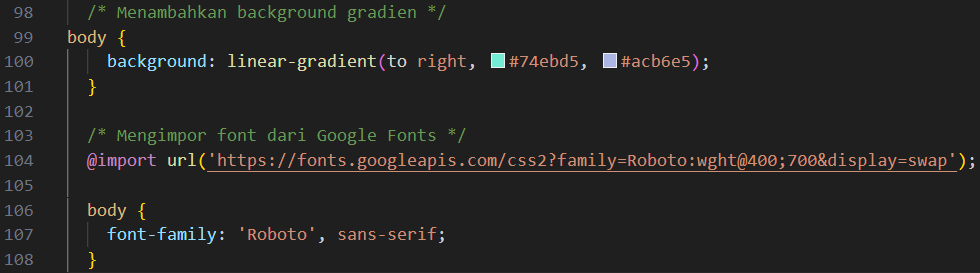 98 /* Menambahkan background gradien */
99 body {
100 background: linear-gradient(to right, #74ebd5, #acb6e5);
101 }
102
103 /* Mengimpor font dari Google Fonts */
104 @import url('https://fonts.googleapis.com/css2?family=Roboto:wght@400;700&display=swap');
105
106 body {
107 font-family: 'Roboto', sans-serif;
108 }